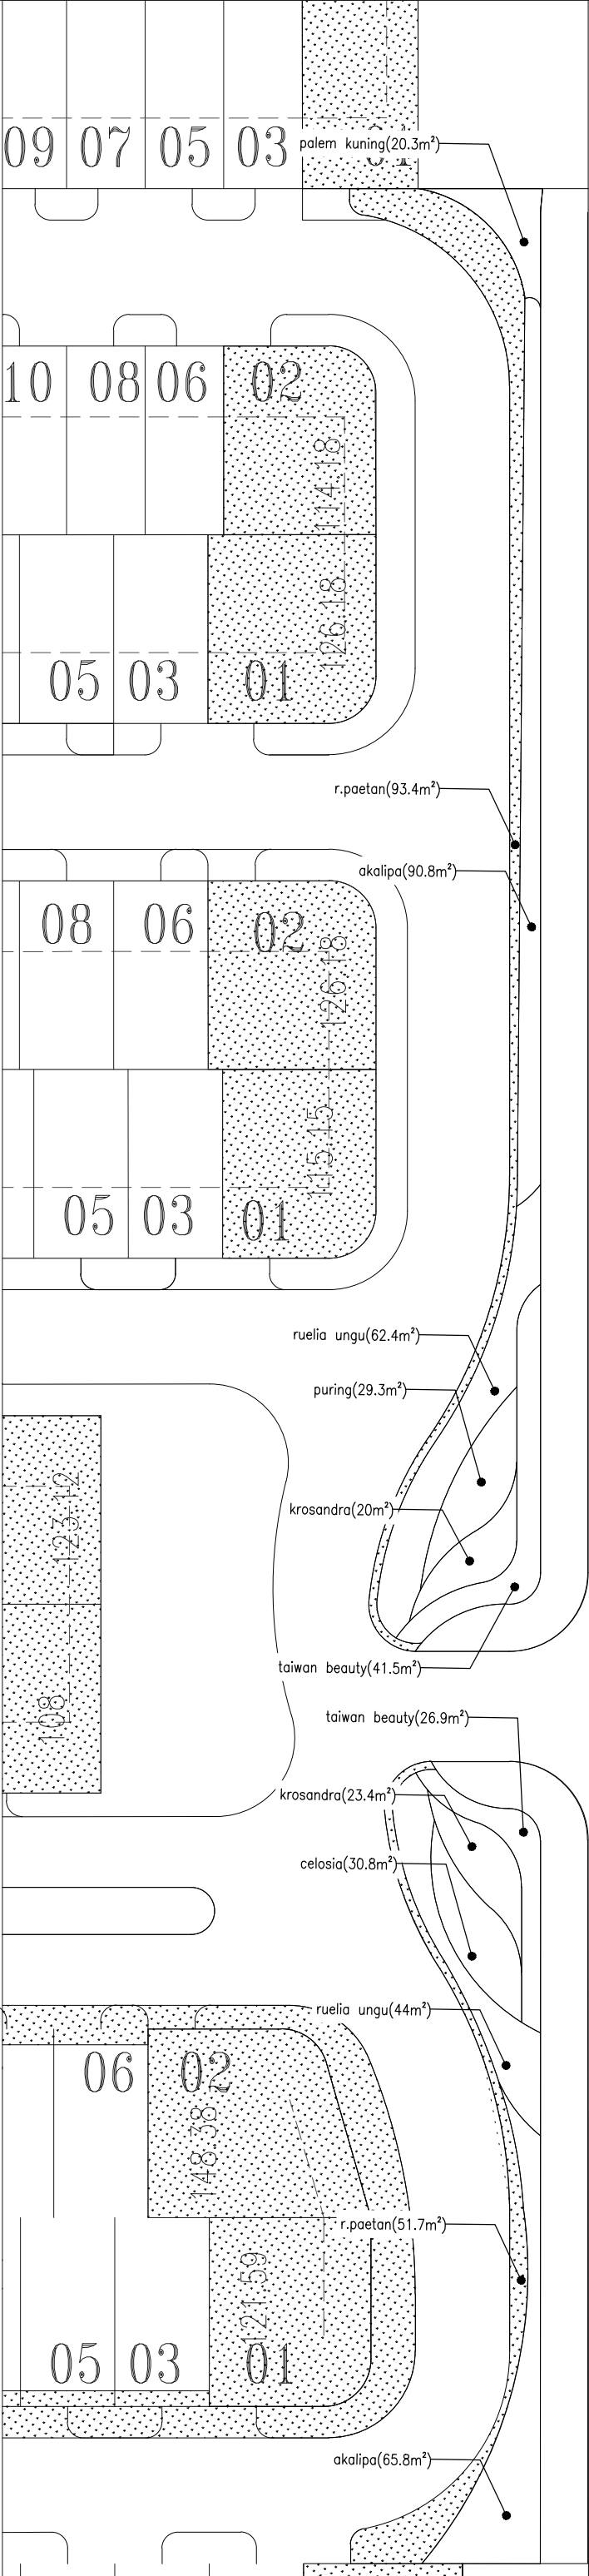 09 07 05 03 01
palem kuning(20.3m²)
10 08 06 02
114.18
126.18
05 03 01
r.paetan(93.4m²)
akalipa(90.8m²)
08 06 02
126.18
115.15
05 03 01
ruelia ungu(62.4m²)
puring(29.3m²)
krosandra(20m²)
123.12
taiwan beauty(41.5m²)
108
taiwan beauty(26.9m²)
krosandra(23.4m²)
celosia(30.8m²)
ruelia ungu(44m²)
06 02
148.38
r.paetan(51.7m²)
121.59
05 03 01
akalipa(65.8m²)